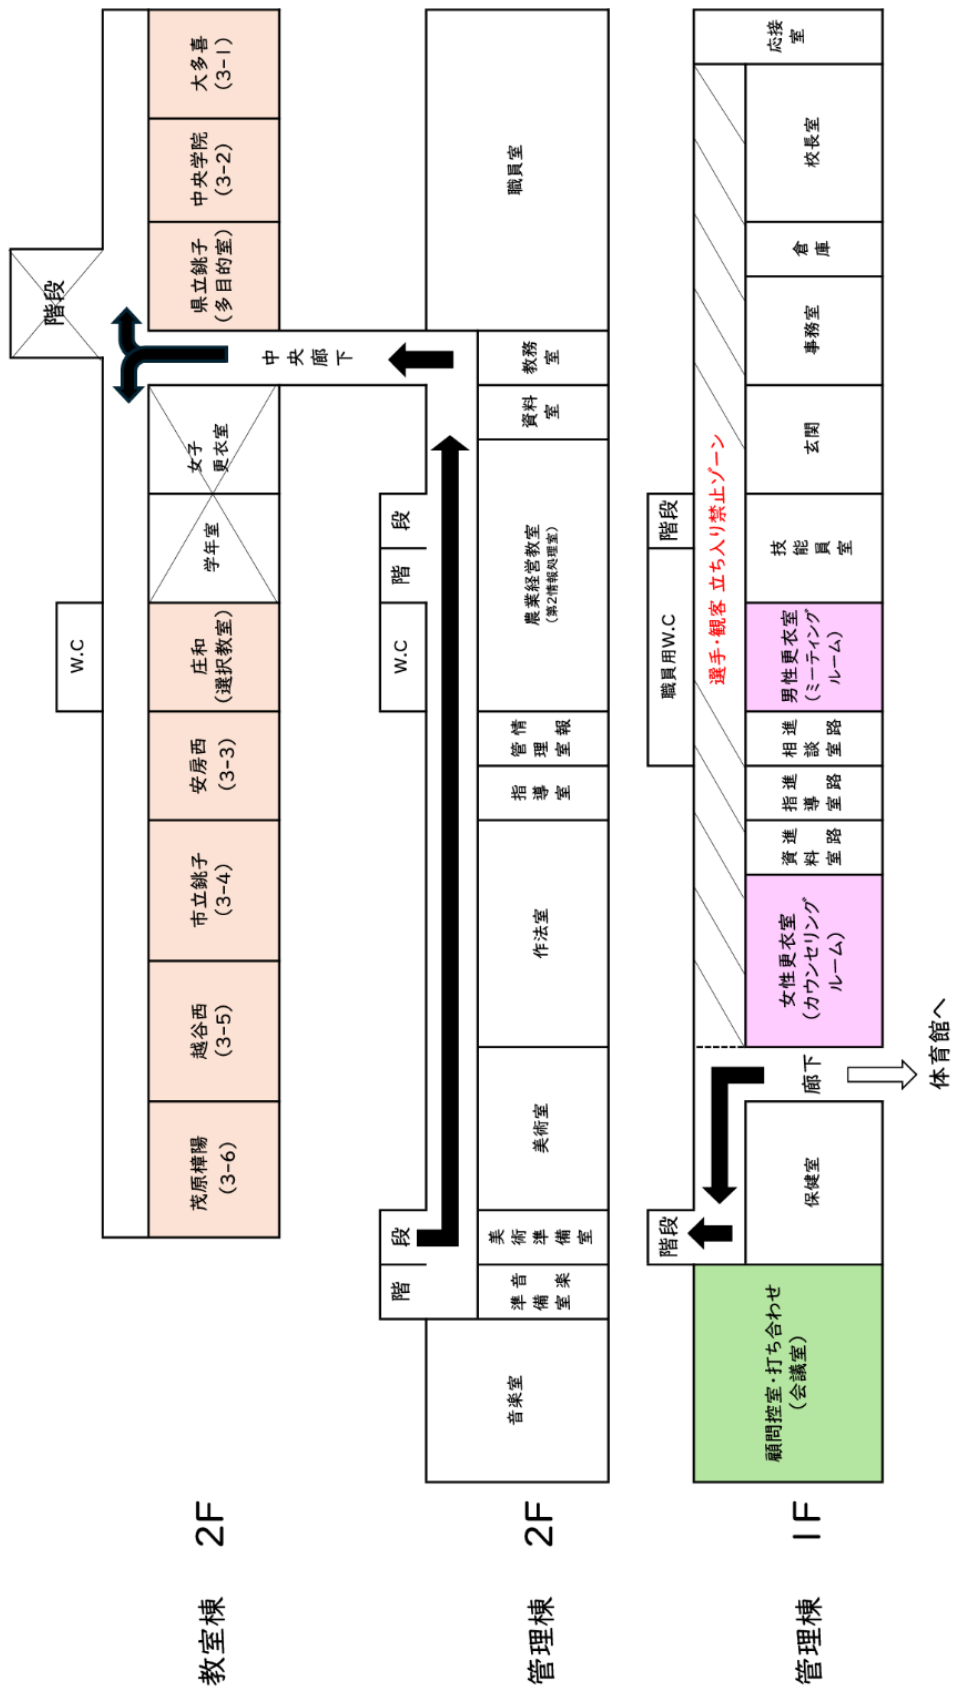 教室棟 2F
W.C
階段
茂原樟陽
(3-6)
越谷西
(3-5)
市立銚子
(3-4)
安房西
(3-3)
庄和
(選択教室)
学年室
女子
更衣室
中央廊下
県立銚子
(多目的室)
中央学院
(3-2)
大多喜
(3-1)
管理棟 2F
階段
W.C
階段
音楽室
音楽
準備室
美術準備室
美術室
作法室
指導室
情報
管理室
農業経営教室
(第2情報処理室)
資料室
教務室
職員室
管理棟 1F
階段
職員用W.C
階段
選手・観客 立ち入り禁止ゾーン
顧問控室・打ち合わせ
(会議室)
保健室
廊下
体育館へ
女性更衣室
(カウンセリング
ルーム)
進路
資料室
進路
指導室
進路
相談室
男性更衣室
(ミーティング
ルーム)
技能員室
玄関
事務室
倉庫
校長室
応接室